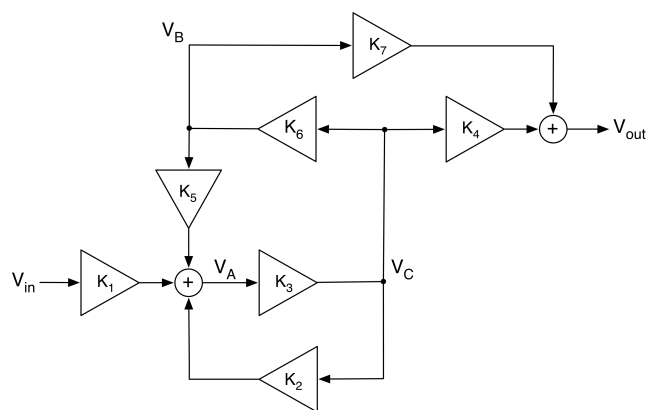 V_B
K_7
K_6
K_4
+
V_out
K_5
V_in
K_1
+
V_A
K_3
V_C
K_2